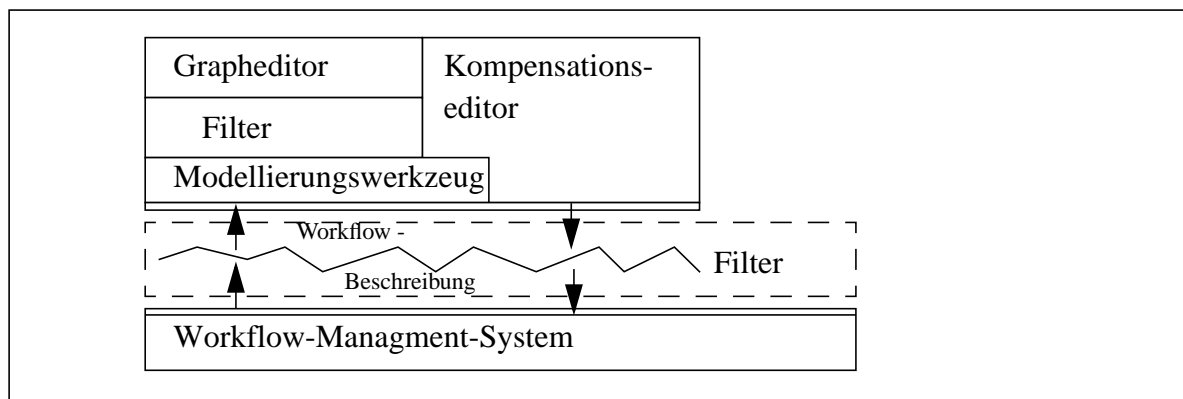 Grapheditor
Kompensations-
editor
Filter
Modellierungswerkzeug
Workflow -
Filter
Beschreibung
Workflow-Managment-System